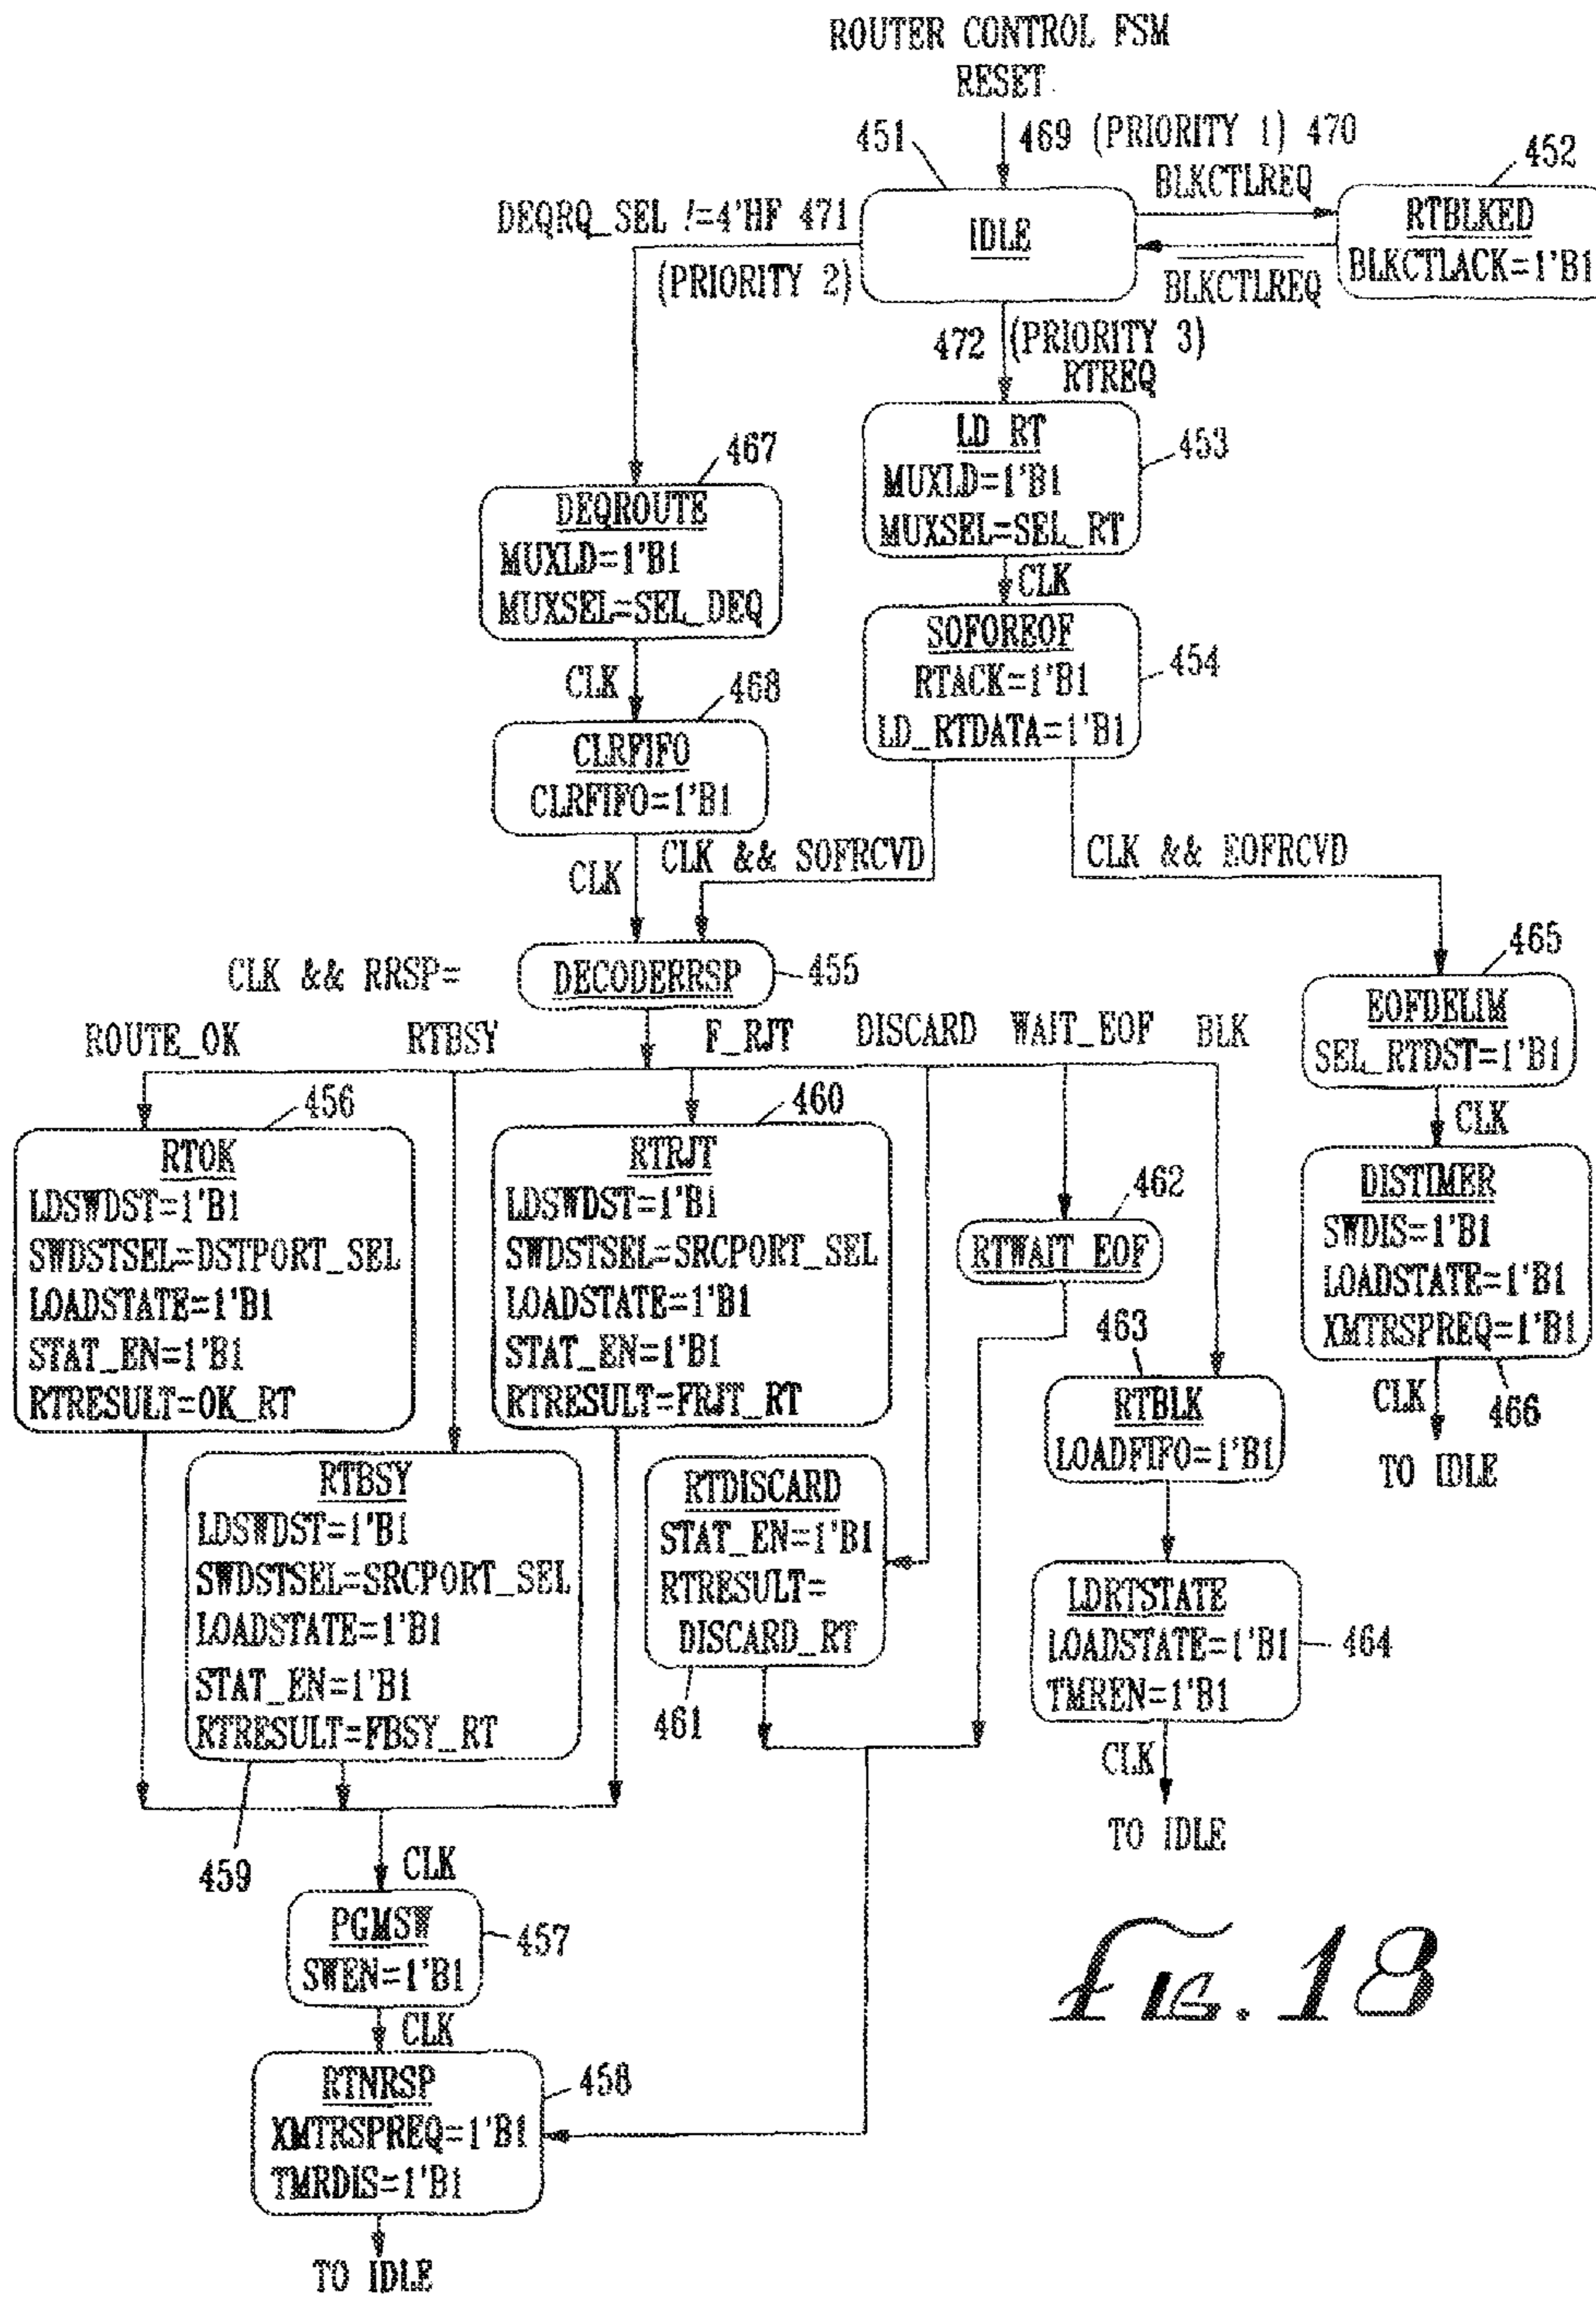 ROUTER CONTROL FSM
RESET
451
469 (PRIORITY 1) 470
BLKCTLREQ
452
DEQRQ_SEL !=4'HF 471
(PRIORITY 2)
IDLE
RTBLKED
BLKCTLACK=1'B1
BLKCTLREQ
472 (PRIORITY 3)
RTREQ
467
DEQROUTE
MUXLD=1'B1
MUXSEL=SEL_DEQ
LD_RT
MUXLD=1'B1
MUXSEL=SEL_RT
453
CLK
CLK
468
SOFOREOF
RTACK=1'B1
LD_RTDATA=1'B1
454
CLRFIFO
CLRFIFO=1'B1
CLK
CLK && SOFRCVD
CLK && EOFRCVD
CLK && RRSP=
DECODERRSP
455
465
EOFDELIM
SEL_RTDST=1'B1
ROUTE_OK
RTBSY
F_RJT
DISCARD
WAIT_EOF
BLK
CLK
456
RTOK
LDSWDST=1'B1
SWDSTSEL=DSTPORT_SEL
LOADSTATE=1'B1
STAT_EN=1'B1
RTRESULT=OK_RT
460
RTRJT
LDSWDST=1'B1
SWDSTSEL=SRCPORT_SEL
LOADSTATE=1'B1
STAT_EN=1'B1
RTRESULT=FRJT_RT
462
RTWAIT_EOF
DISTIMER
SWDIS=1'B1
LOADSTATE=1'B1
XMTRSPREQ=1'B1
CLK
466
TO IDLE
463
RTBLK
LOADFIFO=1'B1
RTBSY
LDSWDST=1'B1
SWDSTSEL=SRCPORT_SEL
LOADSTATE=1'B1
STAT_EN=1'B1
RTRESULT=FBSY_RT
459
RTDISCARD
STAT_EN=1'B1
RTRESULT=
DISCARD_RT
461
LDRTSTATE
LOADSTATE=1'B1
TMREN=1'B1
464
CLK
TO IDLE
CLK
PGMSW
SWEN=1'B1
457
CLK
RTNRSP
XMTRSPREQ=1'B1
TMRDIS=1'B1
458
TO IDLE
FIG. 18